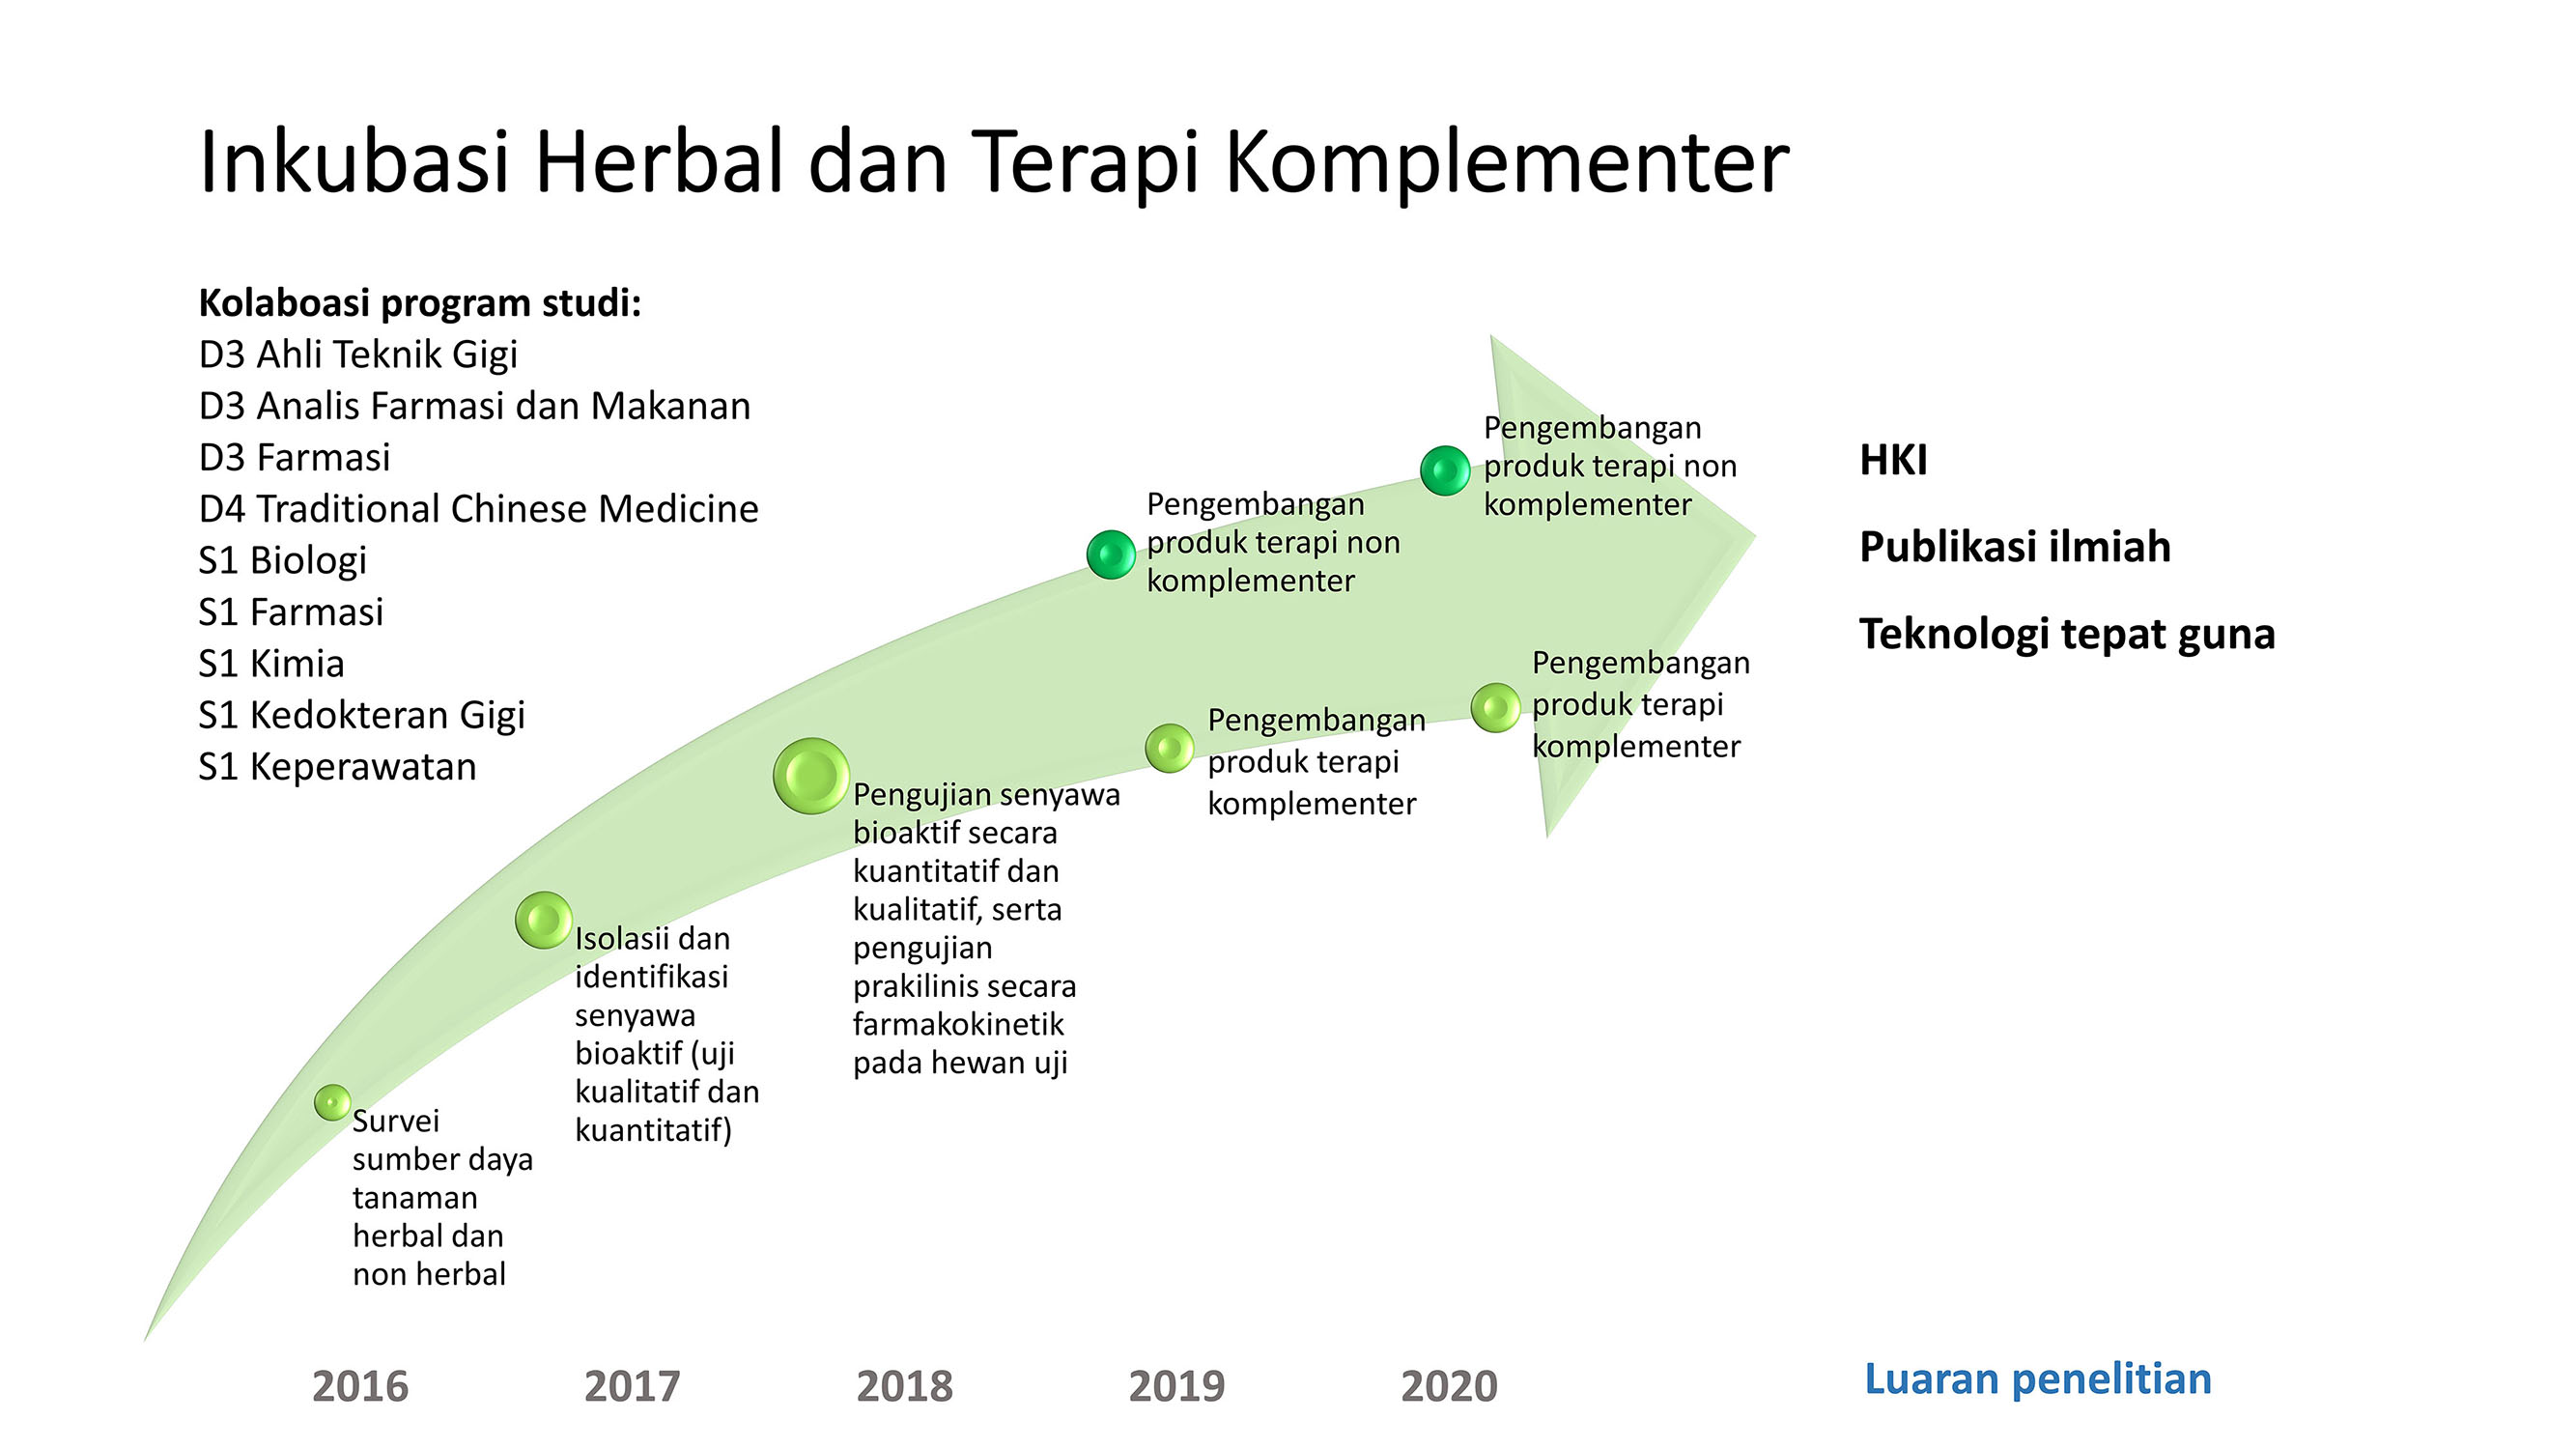 Inkubasi Herbal dan Terapi Komplementer
Kolaboasi program studi:
D3 Ahli Teknik Gigi
D3 Analis Farmasi dan Makanan
D3 Farmasi
D4 Traditional Chinese Medicine
S1 Biologi
S1 Farmasi
S1 Kimia
S1 Kedokteran Gigi
S1 Keperawatan
Survei
sumber daya
tanaman
herbal dan
non herbal
Isolasii dan
identifikasi
senyawa
bioaktif (uji
kualitatif dan
kuantitatif)
Pengujian senyawa
bioaktif secara
kuantitatif dan
kualitatif, serta
pengujian
prakilinis secara
farmakokinetik
pada hewan uji
Pengembangan
produk terapi non
komplementer
Pengembangan
produk terapi
komplementer
Pengembangan
produk terapi non
komplementer
Pengembangan
produk terapi
komplementer
HKI
Publikasi ilmiah
Teknologi tepat guna
2016
2017
2018
2019
2020
Luaran penelitian